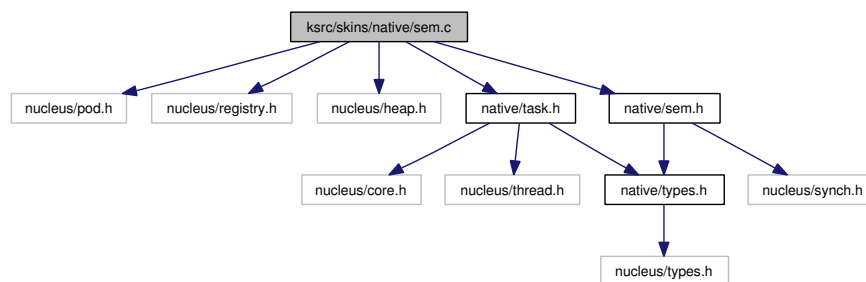 ksrc/skins/native/sem.c
nucleus/pod.h
nucleus/registry.h
nucleus/heap.h
native/task.h
native/sem.h
nucleus/core.h
nucleus/thread.h
native/types.h
nucleus/synch.h
nucleus/types.h